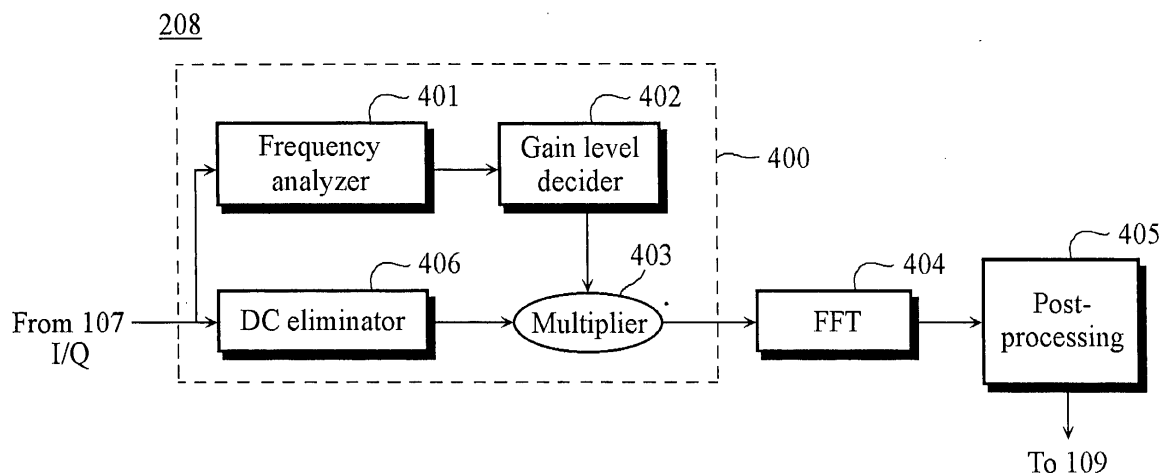 208
401
402
Frequency
analyzer
Gain level
decider
400
406
403
404
405
From 107
I/Q
DC eliminator
Multiplier
FFT
Post-
processing
To 109